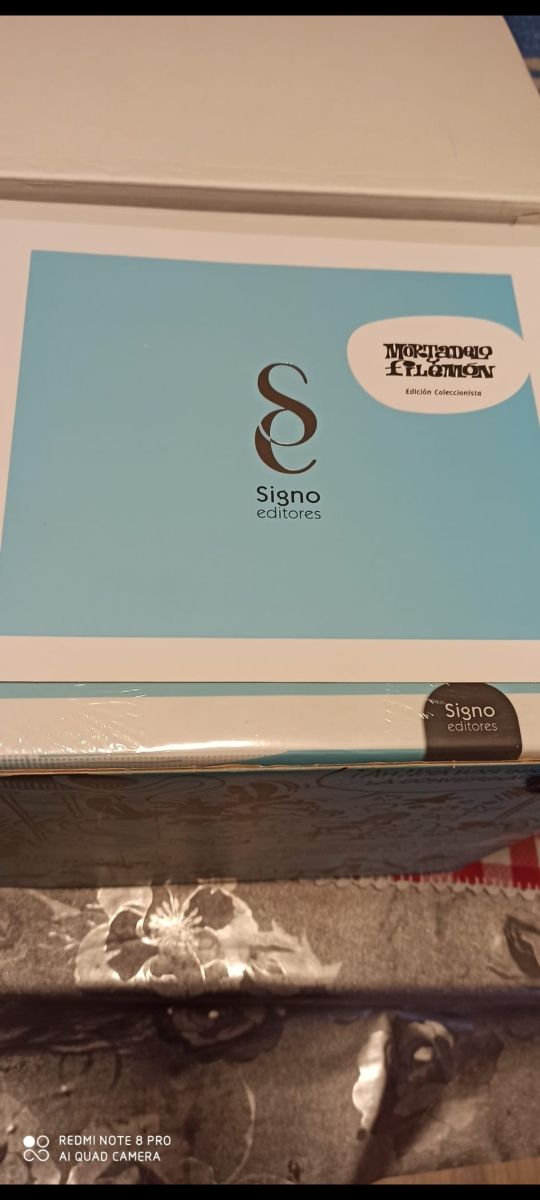 MORTADELO
filemón
Edición Coleccionista
Signo
editores
Signo
editores
REDMI NOTE 8 PRO
AI QUAD CAMERA